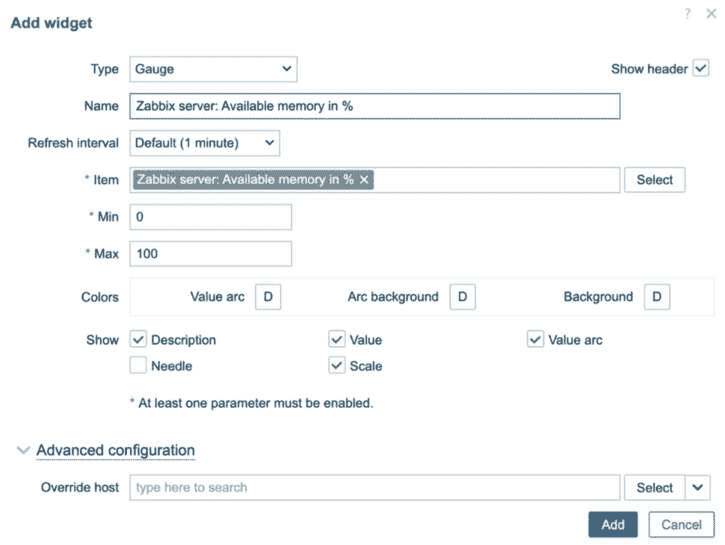 ? ×
Add widget
Type Gauge Show header
Name Zabbix server: Available memory in %
Refresh interval Default (1 minute)
* Item Zabbix server: Available memory in % × Select
* Min 0
* Max 100
Colors Value arc D Arc background D Background D
Show Description Value Value arc
Needle Scale
* At least one parameter must be enabled.
Advanced configuration
Override host type here to search Select
Add Cancel